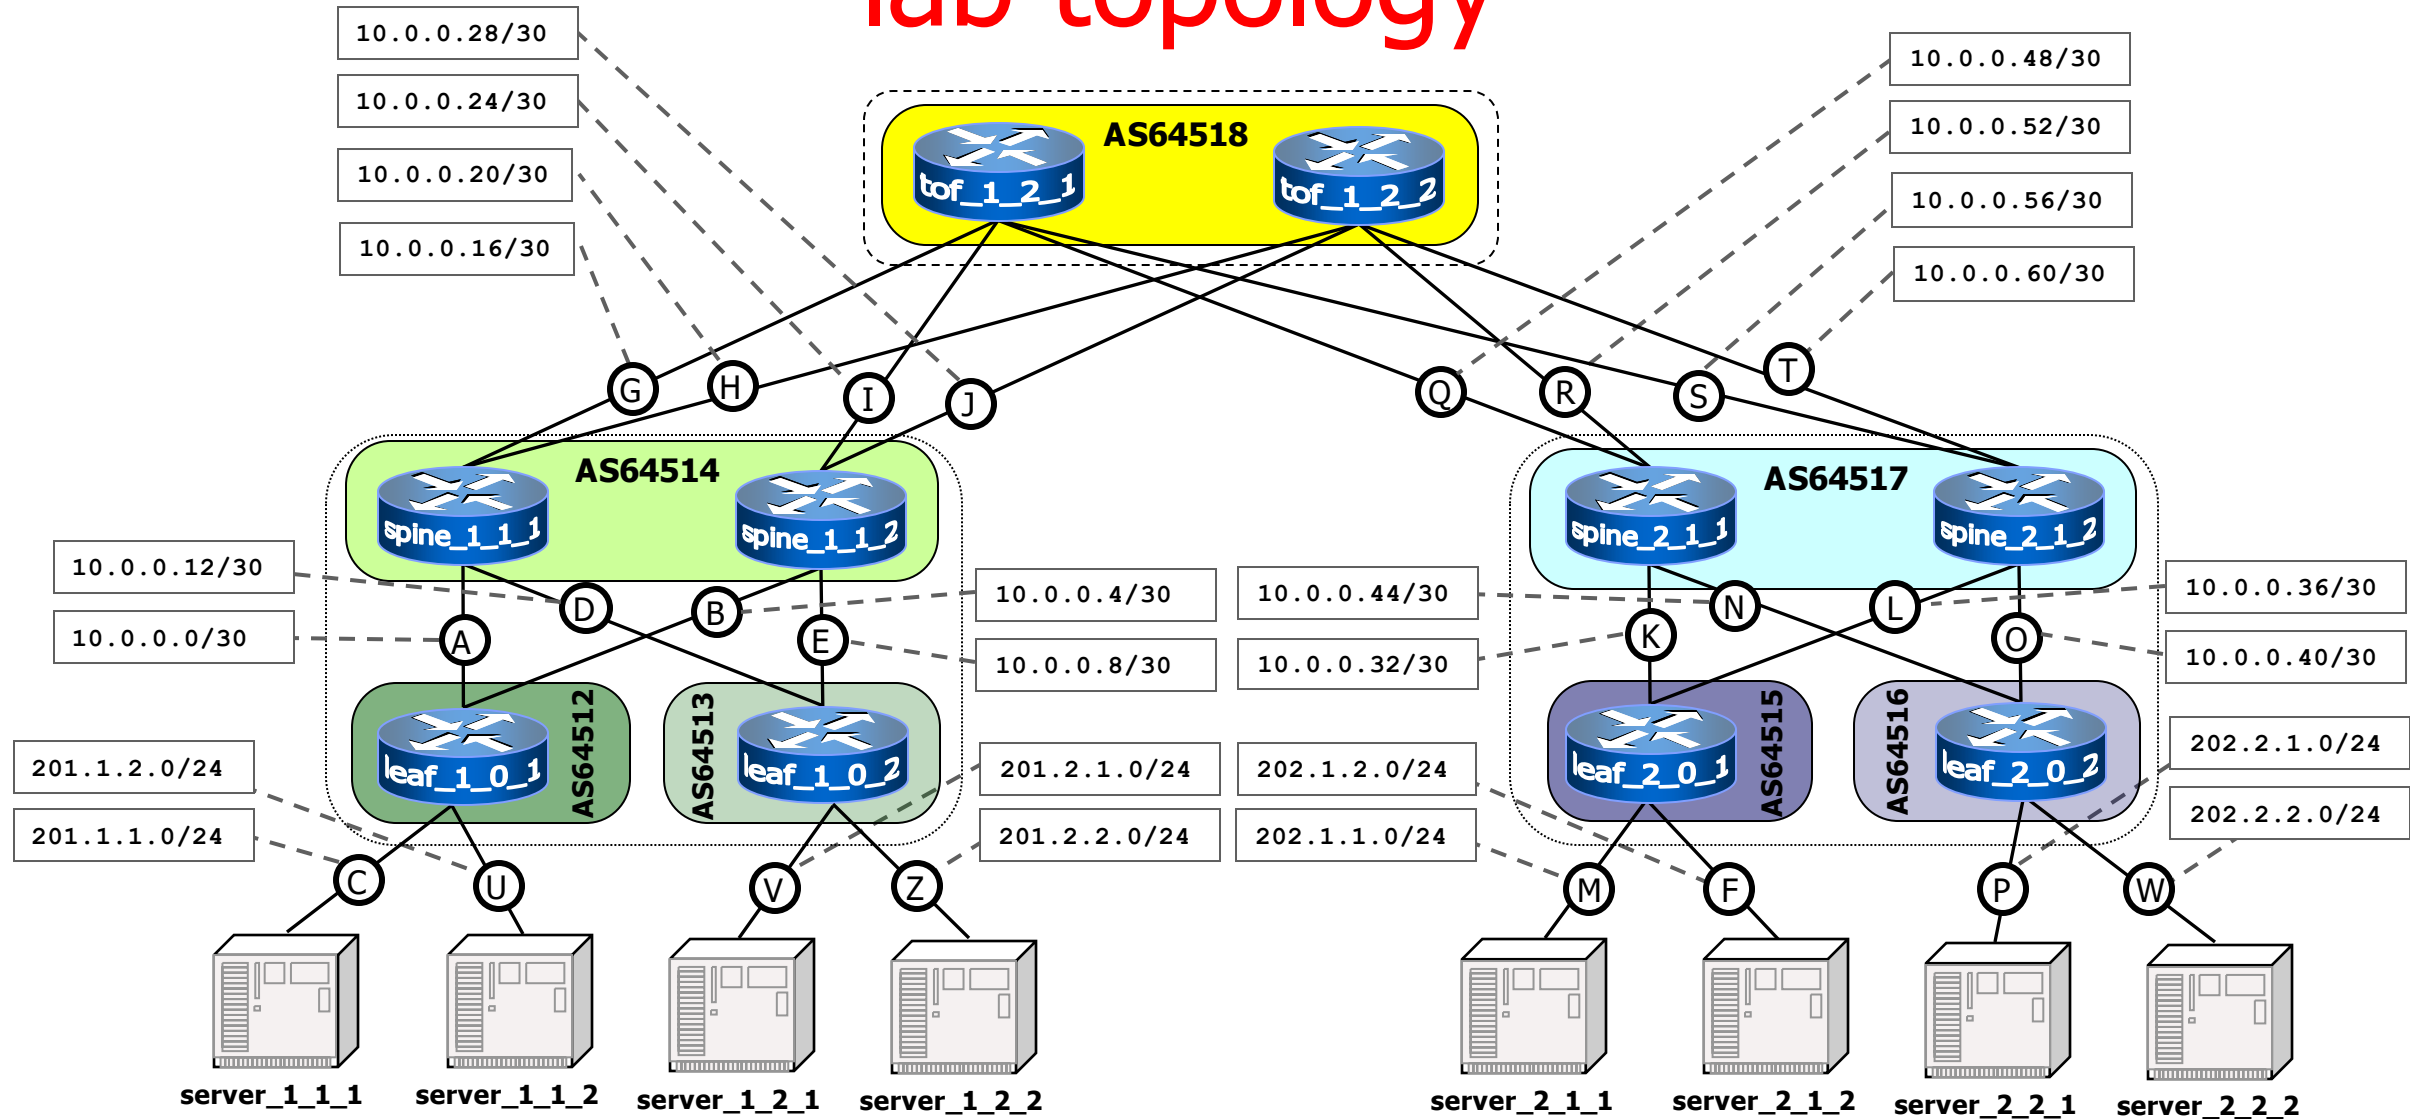 lab topology
10.0.0.28/30
10.0.0.24/30
10.0.0.20/30
10.0.0.16/30
10.0.0.48/30
10.0.0.52/30
10.0.0.56/30
10.0.0.60/30
AS64518
tof_1_2_1
tof_1_2_2
G
H
I
J
Q
R
S
T
AS64514
spine_1_1_1
spine_1_1_2
AS64517
spine_2_1_1
spine_2_1_2
10.0.0.12/30
10.0.0.0/30
D
B
A
E
10.0.0.4/30
10.0.0.8/30
10.0.0.44/30
10.0.0.32/30
N
L
K
O
10.0.0.36/30
10.0.0.40/30
leaf_1_0_1
AS64512
AS64513
leaf_1_0_2
leaf_2_0_1
AS64515
AS64516
leaf_2_0_2
201.1.2.0/24
201.1.1.0/24
201.2.1.0/24
201.2.2.0/24
202.1.2.0/24
202.1.1.0/24
202.2.1.0/24
202.2.2.0/24
C
U
V
Z
M
F
P
W
server_1_1_1
server_1_1_2
server_1_2_1
server_1_2_2
server_2_1_1
server_2_1_2
server_2_2_1
server_2_2_2